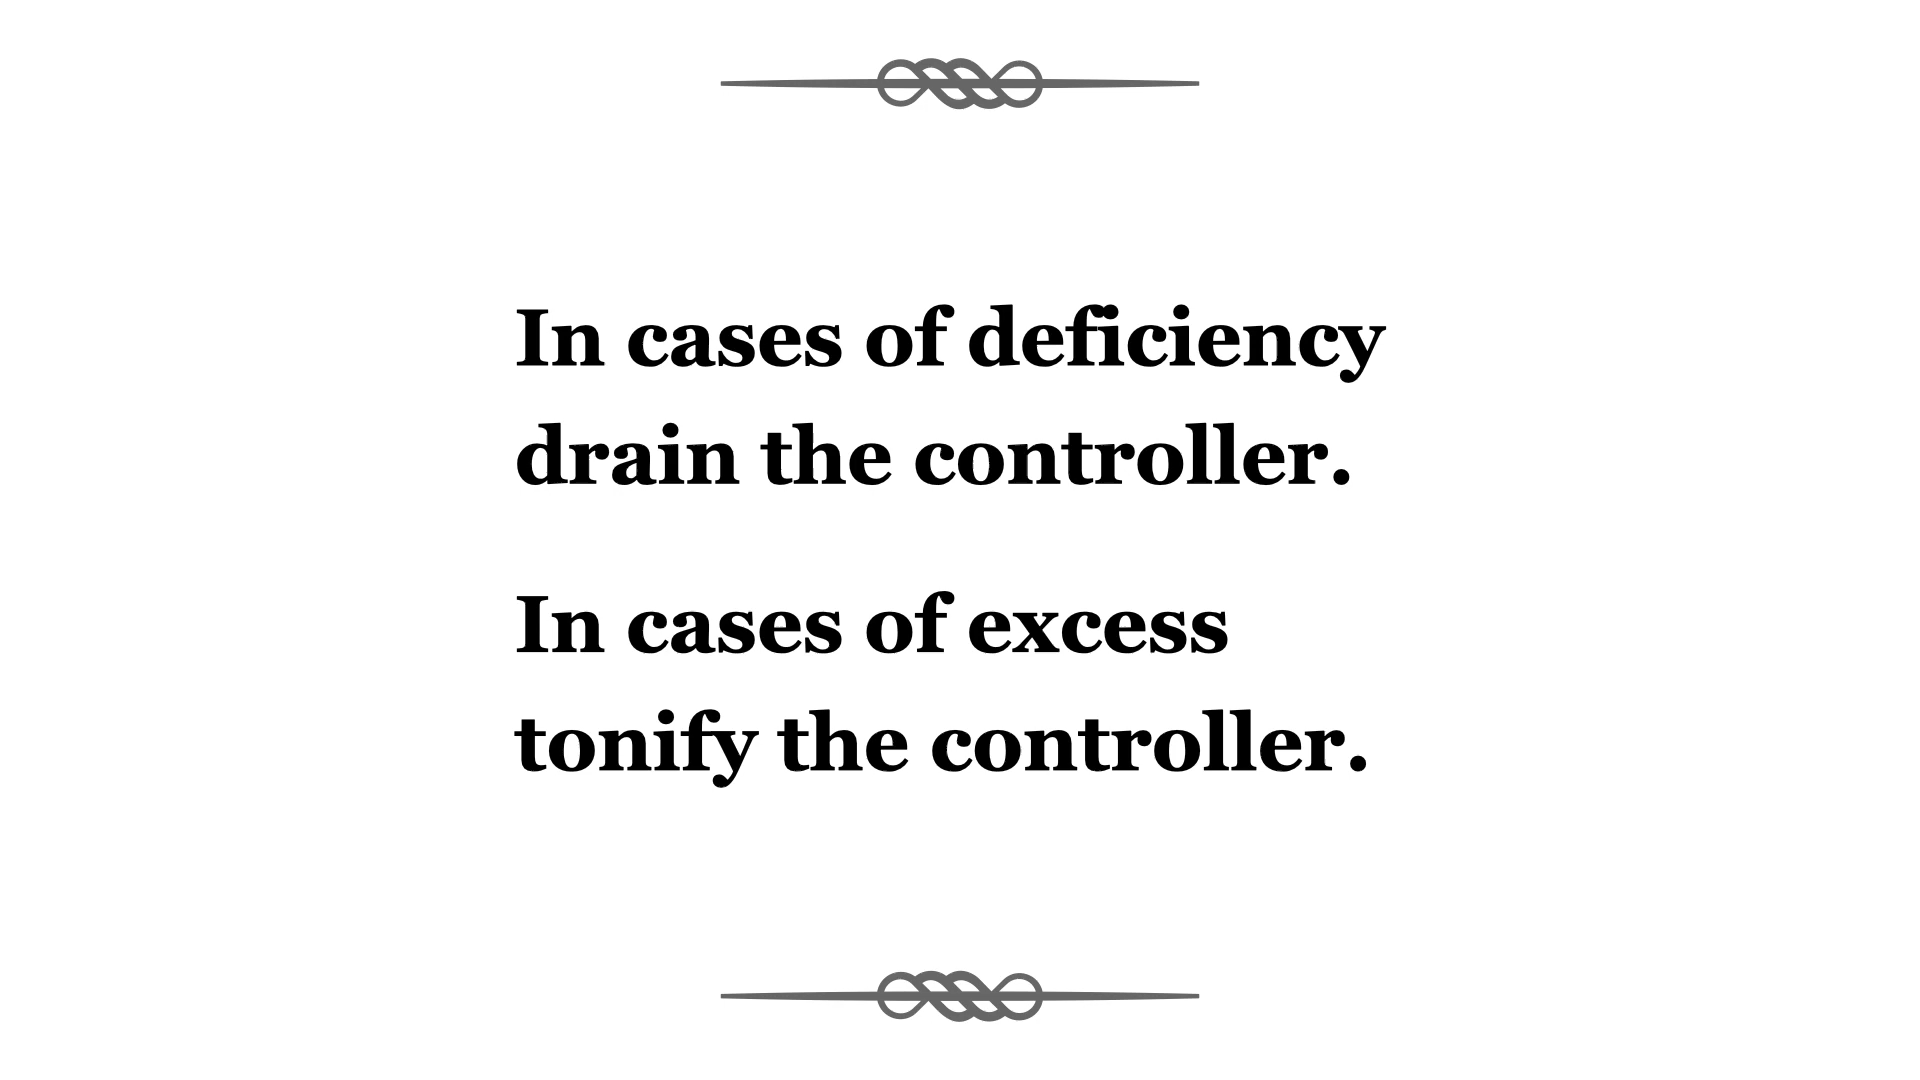 In cases of deficiency
drain the controller.
In cases of excess
tonify the controller.